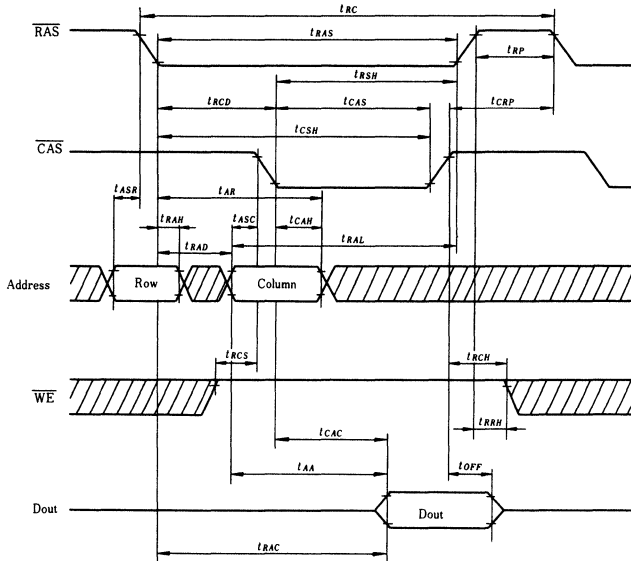 tRC
RAS
tRAS
tRP
tRSH
tRCD
tCAS
tCRP
tCSH
CAS
tASR
tAR
tRAH
tASC
tCAH
tRAD
tRAL
Address
Row
Column
tRCS
tRCH
WE
tRRH
tCAC
tAA
tOFF
Dout
Dout
tRAC